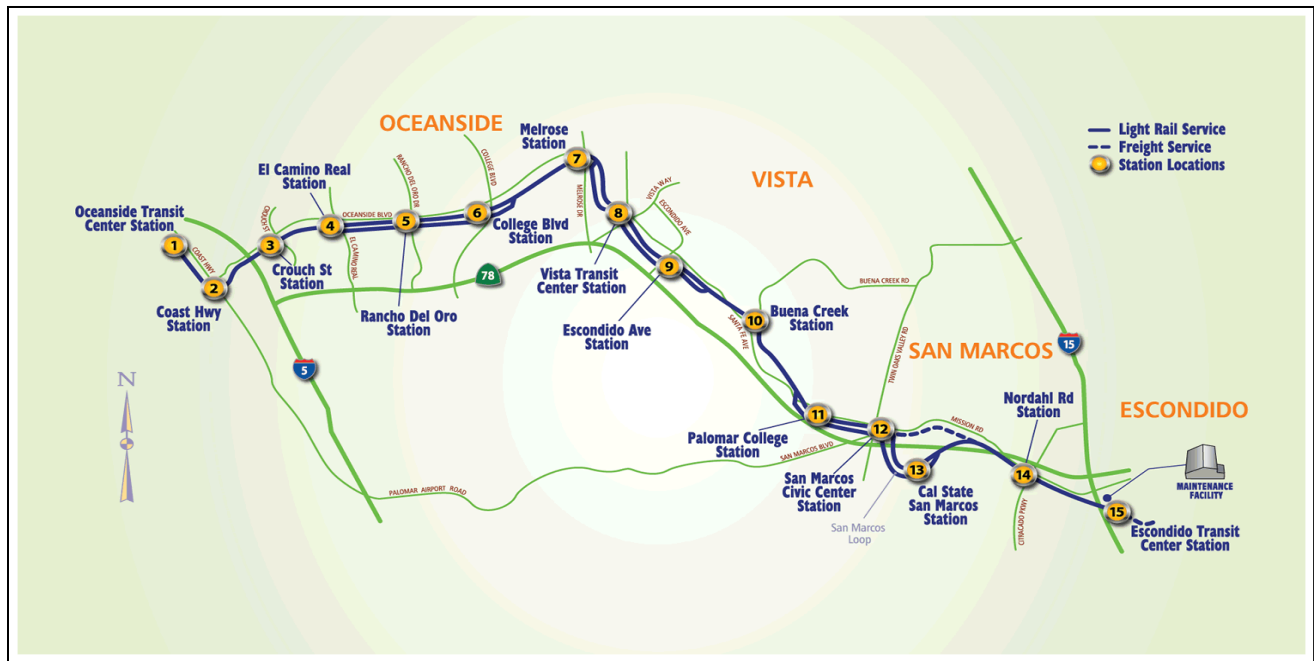 OCEANSIDE
Melrose
Station
El Camino Real
Station
Oceanside Transit
Center Station
COAST HWY
CROUCH ST
OCEANSIDE BLVD
EL CAMINO REAL
RANCHO DEL ORO DR
COLLEGE BLVD
MELROSE DR
VISTA WAY
ESCONDIDO AVE
VISTA
Light Rail Service
Freight Service
Station Locations
1
2
3
4
5
6
7
8
9
10
11
12
13
14
15
Crouch St
Station
Coast Hwy
Station
Rancho Del Oro
Station
College Blvd
Station
78
Vista Transit
Center Station
Escondido Ave
Station
BUENA CREEK RD
Buena Creek
Station
SANTA FE AVE
TWIN OAKS VALLEY RD
SAN MARCOS
15
5
N
Nordahl Rd
Station
ESCONDIDO
MISSION RD
Palomar College
Station
SAN MARCOS BLVD
PALOMAR AIRPORT ROAD
San Marcos
Civic Center
Station
San Marcos
Loop
Cal State
San Marcos
Station
CITRACADO PKWY
MAINTENANCE
FACILITY
Escondido Transit
Center Station